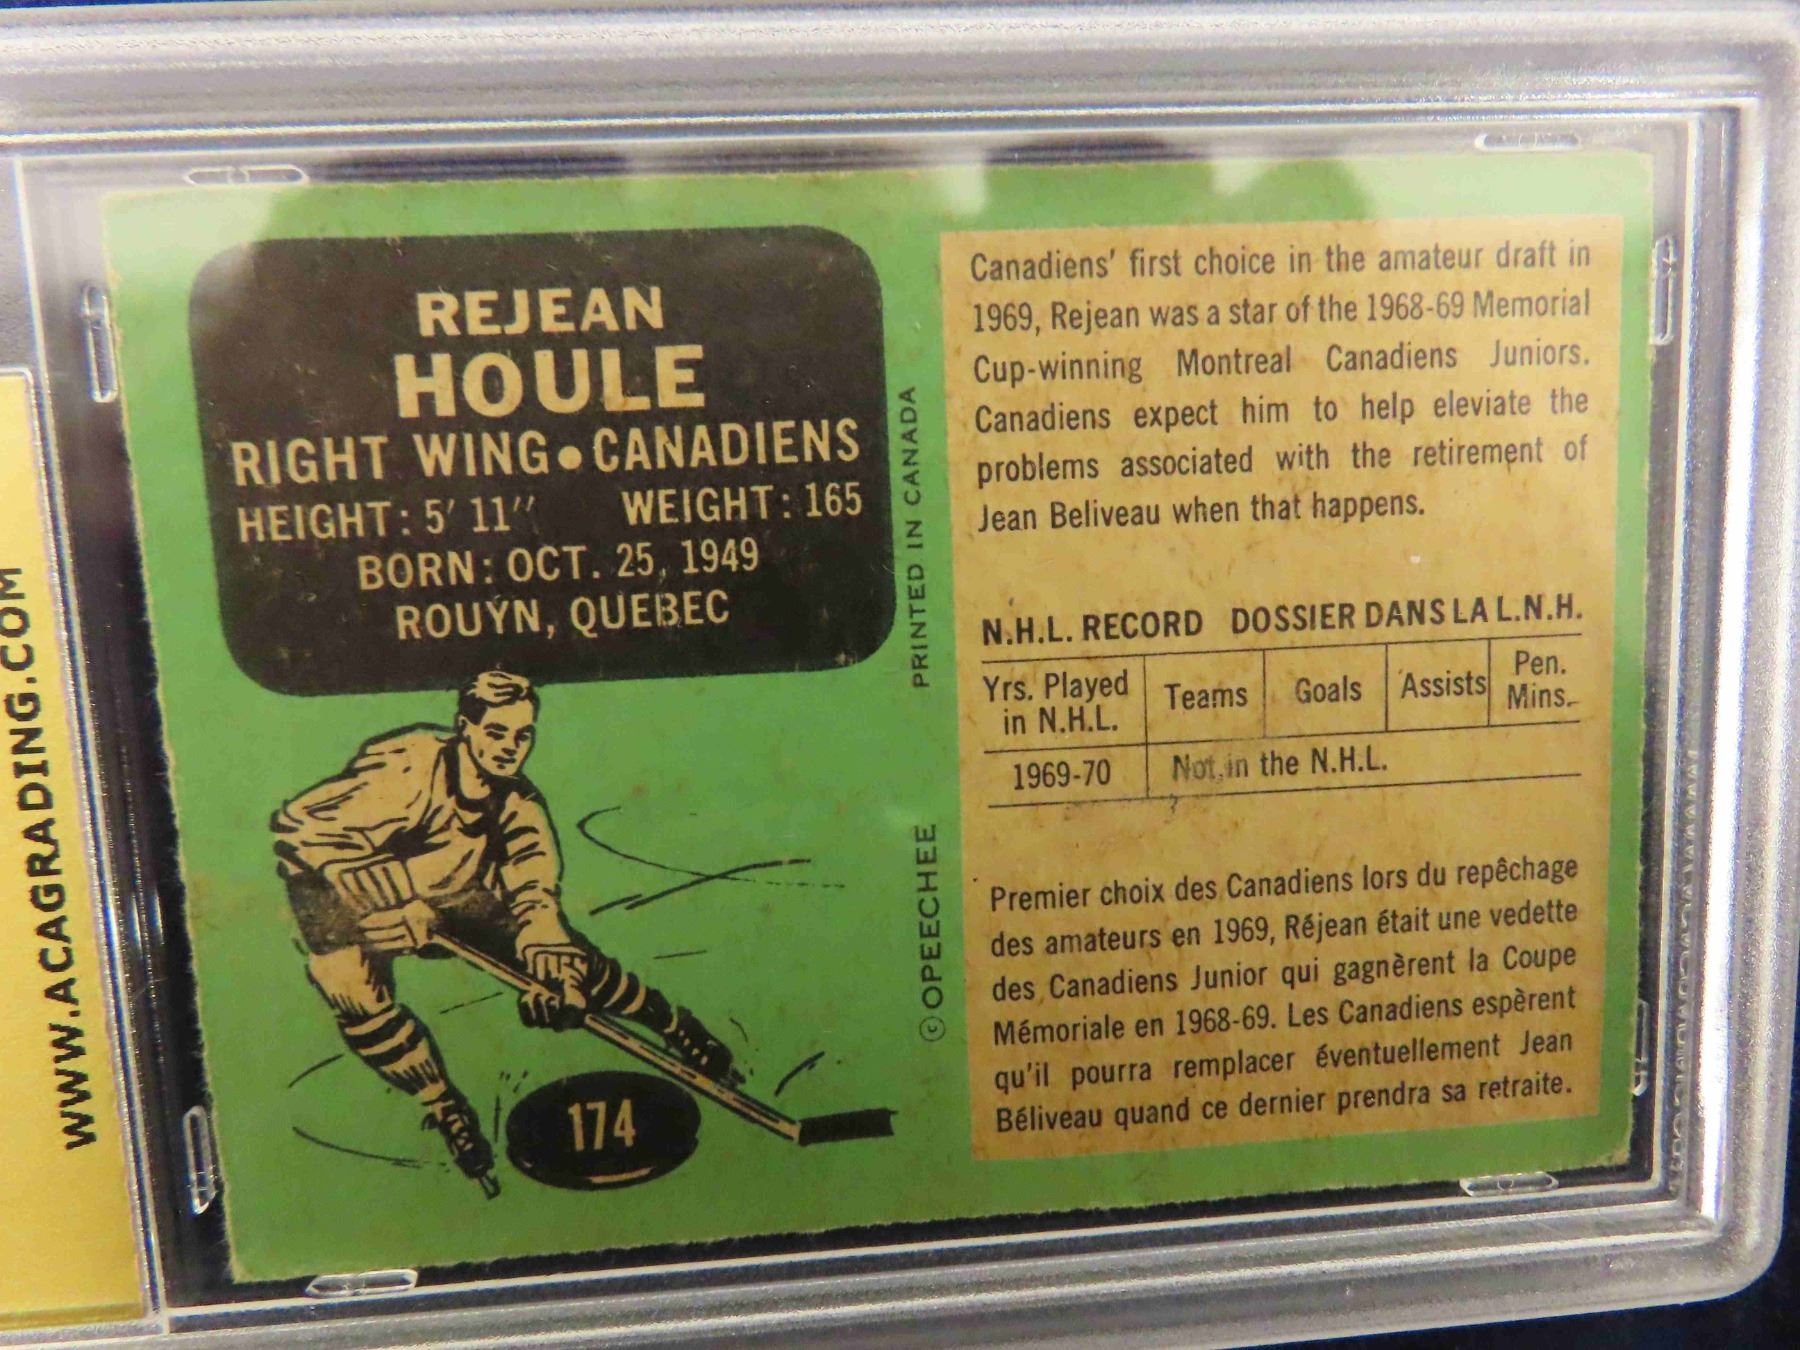 WWW.ACAGRADING.COM
REJEAN
HOULE
RIGHT WING • CANADIENS
HEIGHT: 5' 11" WEIGHT: 165
BORN: OCT. 25, 1949
ROUYN, QUEBEC
174
PRINTED IN CANADA
© OPEECHEE
Canadiens' first choice in the amateur draft in
1969, Rejean was a star of the 1968-69 Memorial
Cup-winning Montreal Canadiens Juniors.
Canadiens expect him to help eleviate the
problems associated with the retirement of
Jean Beliveau when that happens.
N.H.L. RECORD DOSSIER DANS LA L.N.H.
Yrs. Played in N.H.L. Teams Goals Assists Pen. Mins.
1969-70 Not in the N.H.L.
Premier choix des Canadiens lors du repêchage
des amateurs en 1969, Réjean était une vedette
des Canadiens Junior qui gagnèrent la Coupe
Mémoriale en 1968-69. Les Canadiens espèrent
qu'il pourra remplacer éventuellement Jean
Béliveau quand ce dernier prendra sa retraite.